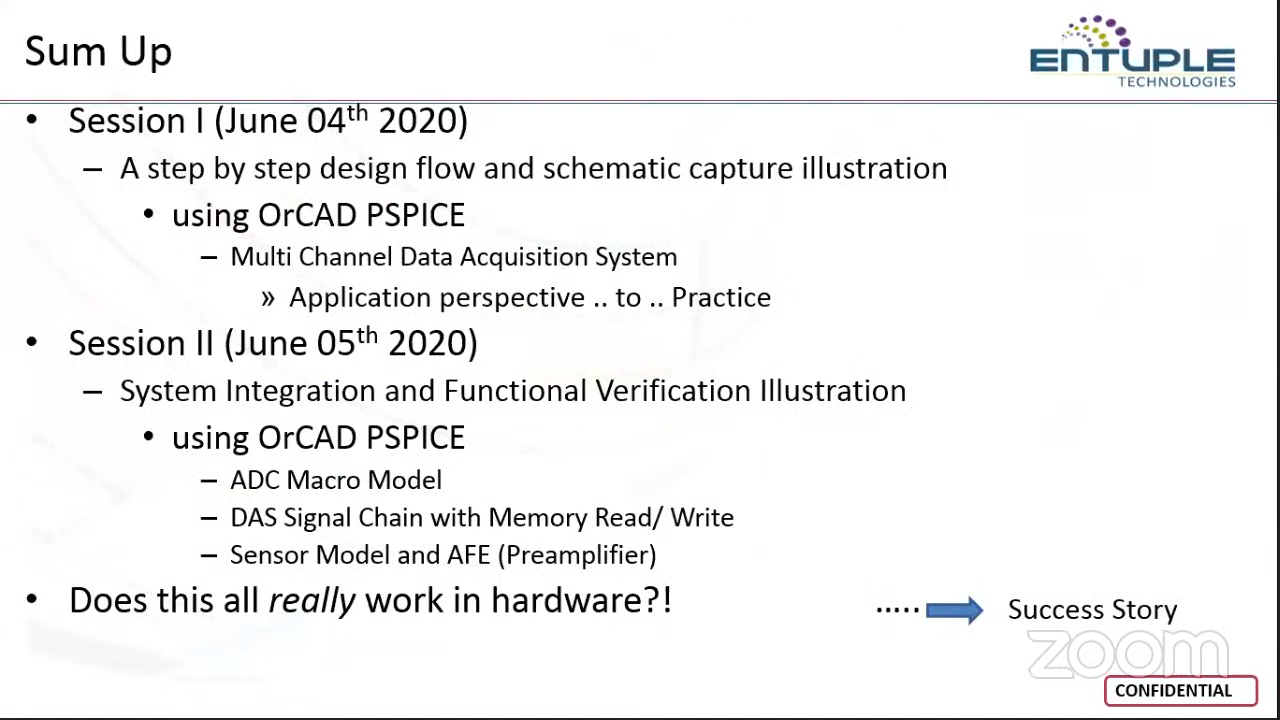 Sum Up
ENTUPLE
TECHNOLOGIES
• Session I (June 04th 2020)
– A step by step design flow and schematic capture illustration
• using OrCAD PSPICE
– Multi Channel Data Acquisition System
» Application perspective .. to .. Practice
• Session II (June 05th 2020)
– System Integration and Functional Verification Illustration
• using OrCAD PSPICE
– ADC Macro Model
– DAS Signal Chain with Memory Read/ Write
– Sensor Model and AFE (Preamplifier)
• Does this all really work in hardware?!
..... Success Story
zoom
CONFIDENTIAL